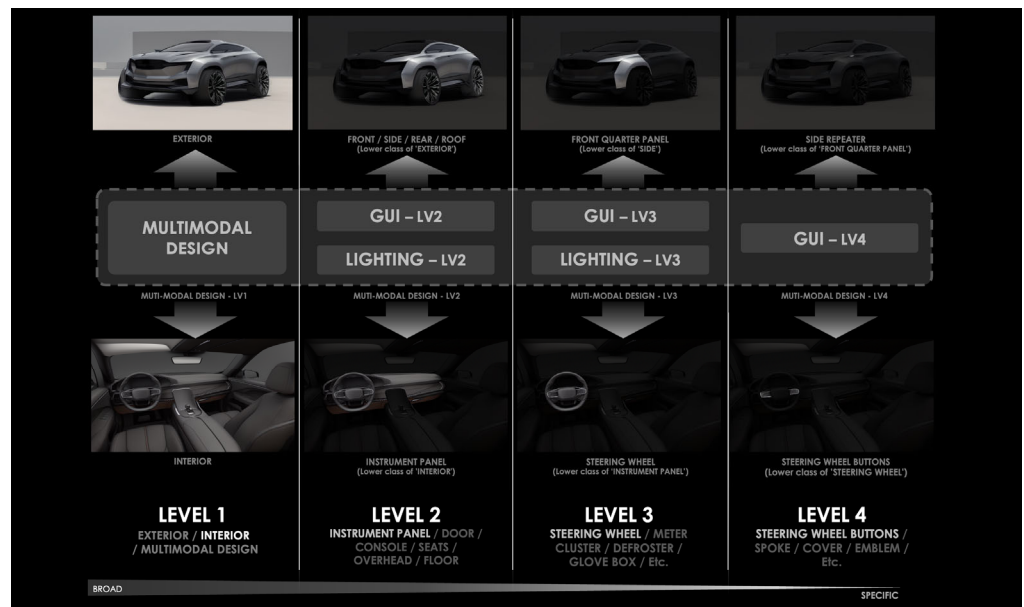 EXTERIOR
FRONT / SIDE / REAR / ROOF
(Lower class of 'EXTERIOR')
FRONT QUARTER PANEL
(Lower class of 'SIDE')
SIDE REPEATER
(Lower class of 'FRONT QUARTER PANEL')
MULTIMODAL
DESIGN
GUI – LV2
LIGHTING – LV2
GUI – LV3
LIGHTING – LV3
GUI – LV4
MUTI-MODAL DESIGN - LV1
MUTI-MODAL DESIGN - LV2
MUTI-MODAL DESIGN - LV3
MUTI-MODAL DESIGN - LV4
INTERIOR
INSTRUMENT PANEL
(Lower class of 'INTERIOR')
STEERING WHEEL
(Lower class of 'INSTRUMENT PANEL')
STEERING WHEEL BUTTONS
(Lower class of 'STEERING WHEEL')
LEVEL 1
EXTERIOR / INTERIOR
/ MULTIMODAL DESIGN
LEVEL 2
INSTRUMENT PANEL / DOOR /
CONSOLE / SEATS /
OVERHEAD / FLOOR
LEVEL 3
STEERING WHEEL / METER
CLUSTER / DEFROSTER /
GLOVE BOX / Etc.
LEVEL 4
STEERING WHEEL BUTTONS /
SPOKE / COVER / EMBLEM /
Etc.
BROAD
SPECIFIC